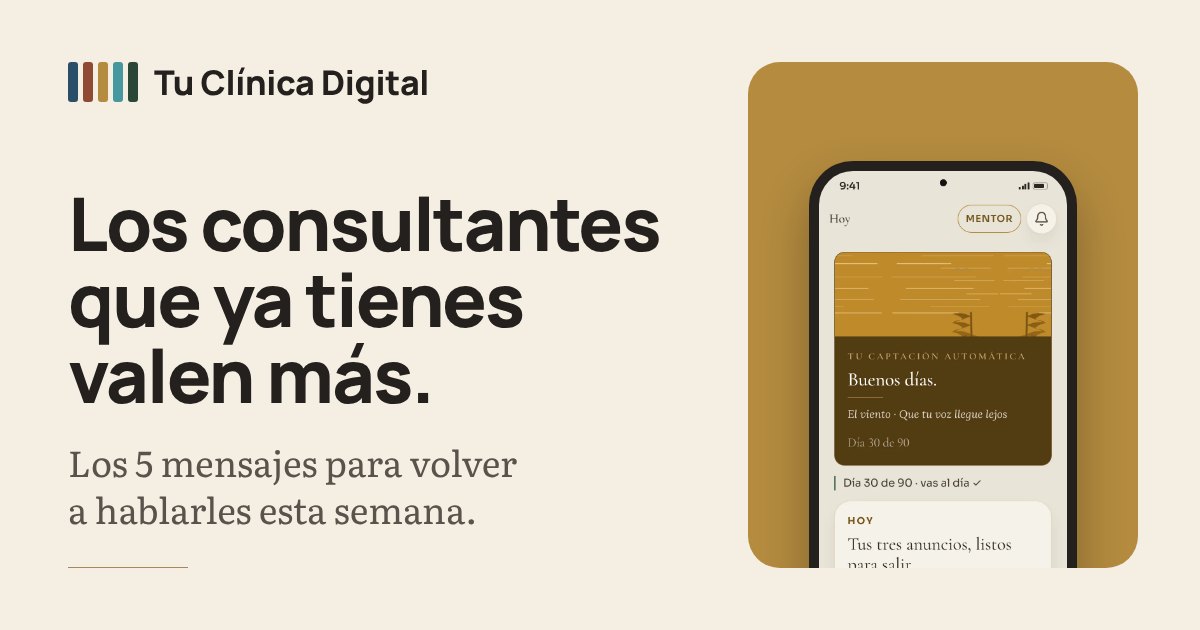 Tu Clínica Digital
Los consultantes
que ya tienes
valen más.
Los 5 mensajes para volver
a hablarles esta semana.
9:41
Hoy
MENTOR
TU CAPTACIÓN AUTOMÁTICA
Buenos días.
El viento · Que tu voz llegue lejos
Día 30 de 90
Día 30 de 90 · vas al día ✓
HOY
Tus tres anuncios, listos
para salir